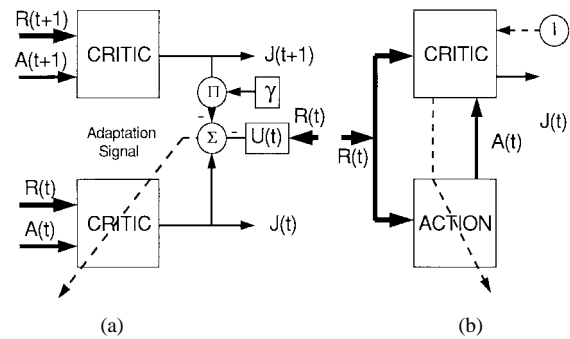 R(t+1)
A(t+1)
CRITIC
J(t+1)
Π
γ
Adaptation
Signal
-
Σ
-
U(t)
R(t)
R(t)
A(t)
CRITIC
J(t)
(a)
CRITIC
1
J(t)
R(t)
A(t)
ACTION
(b)